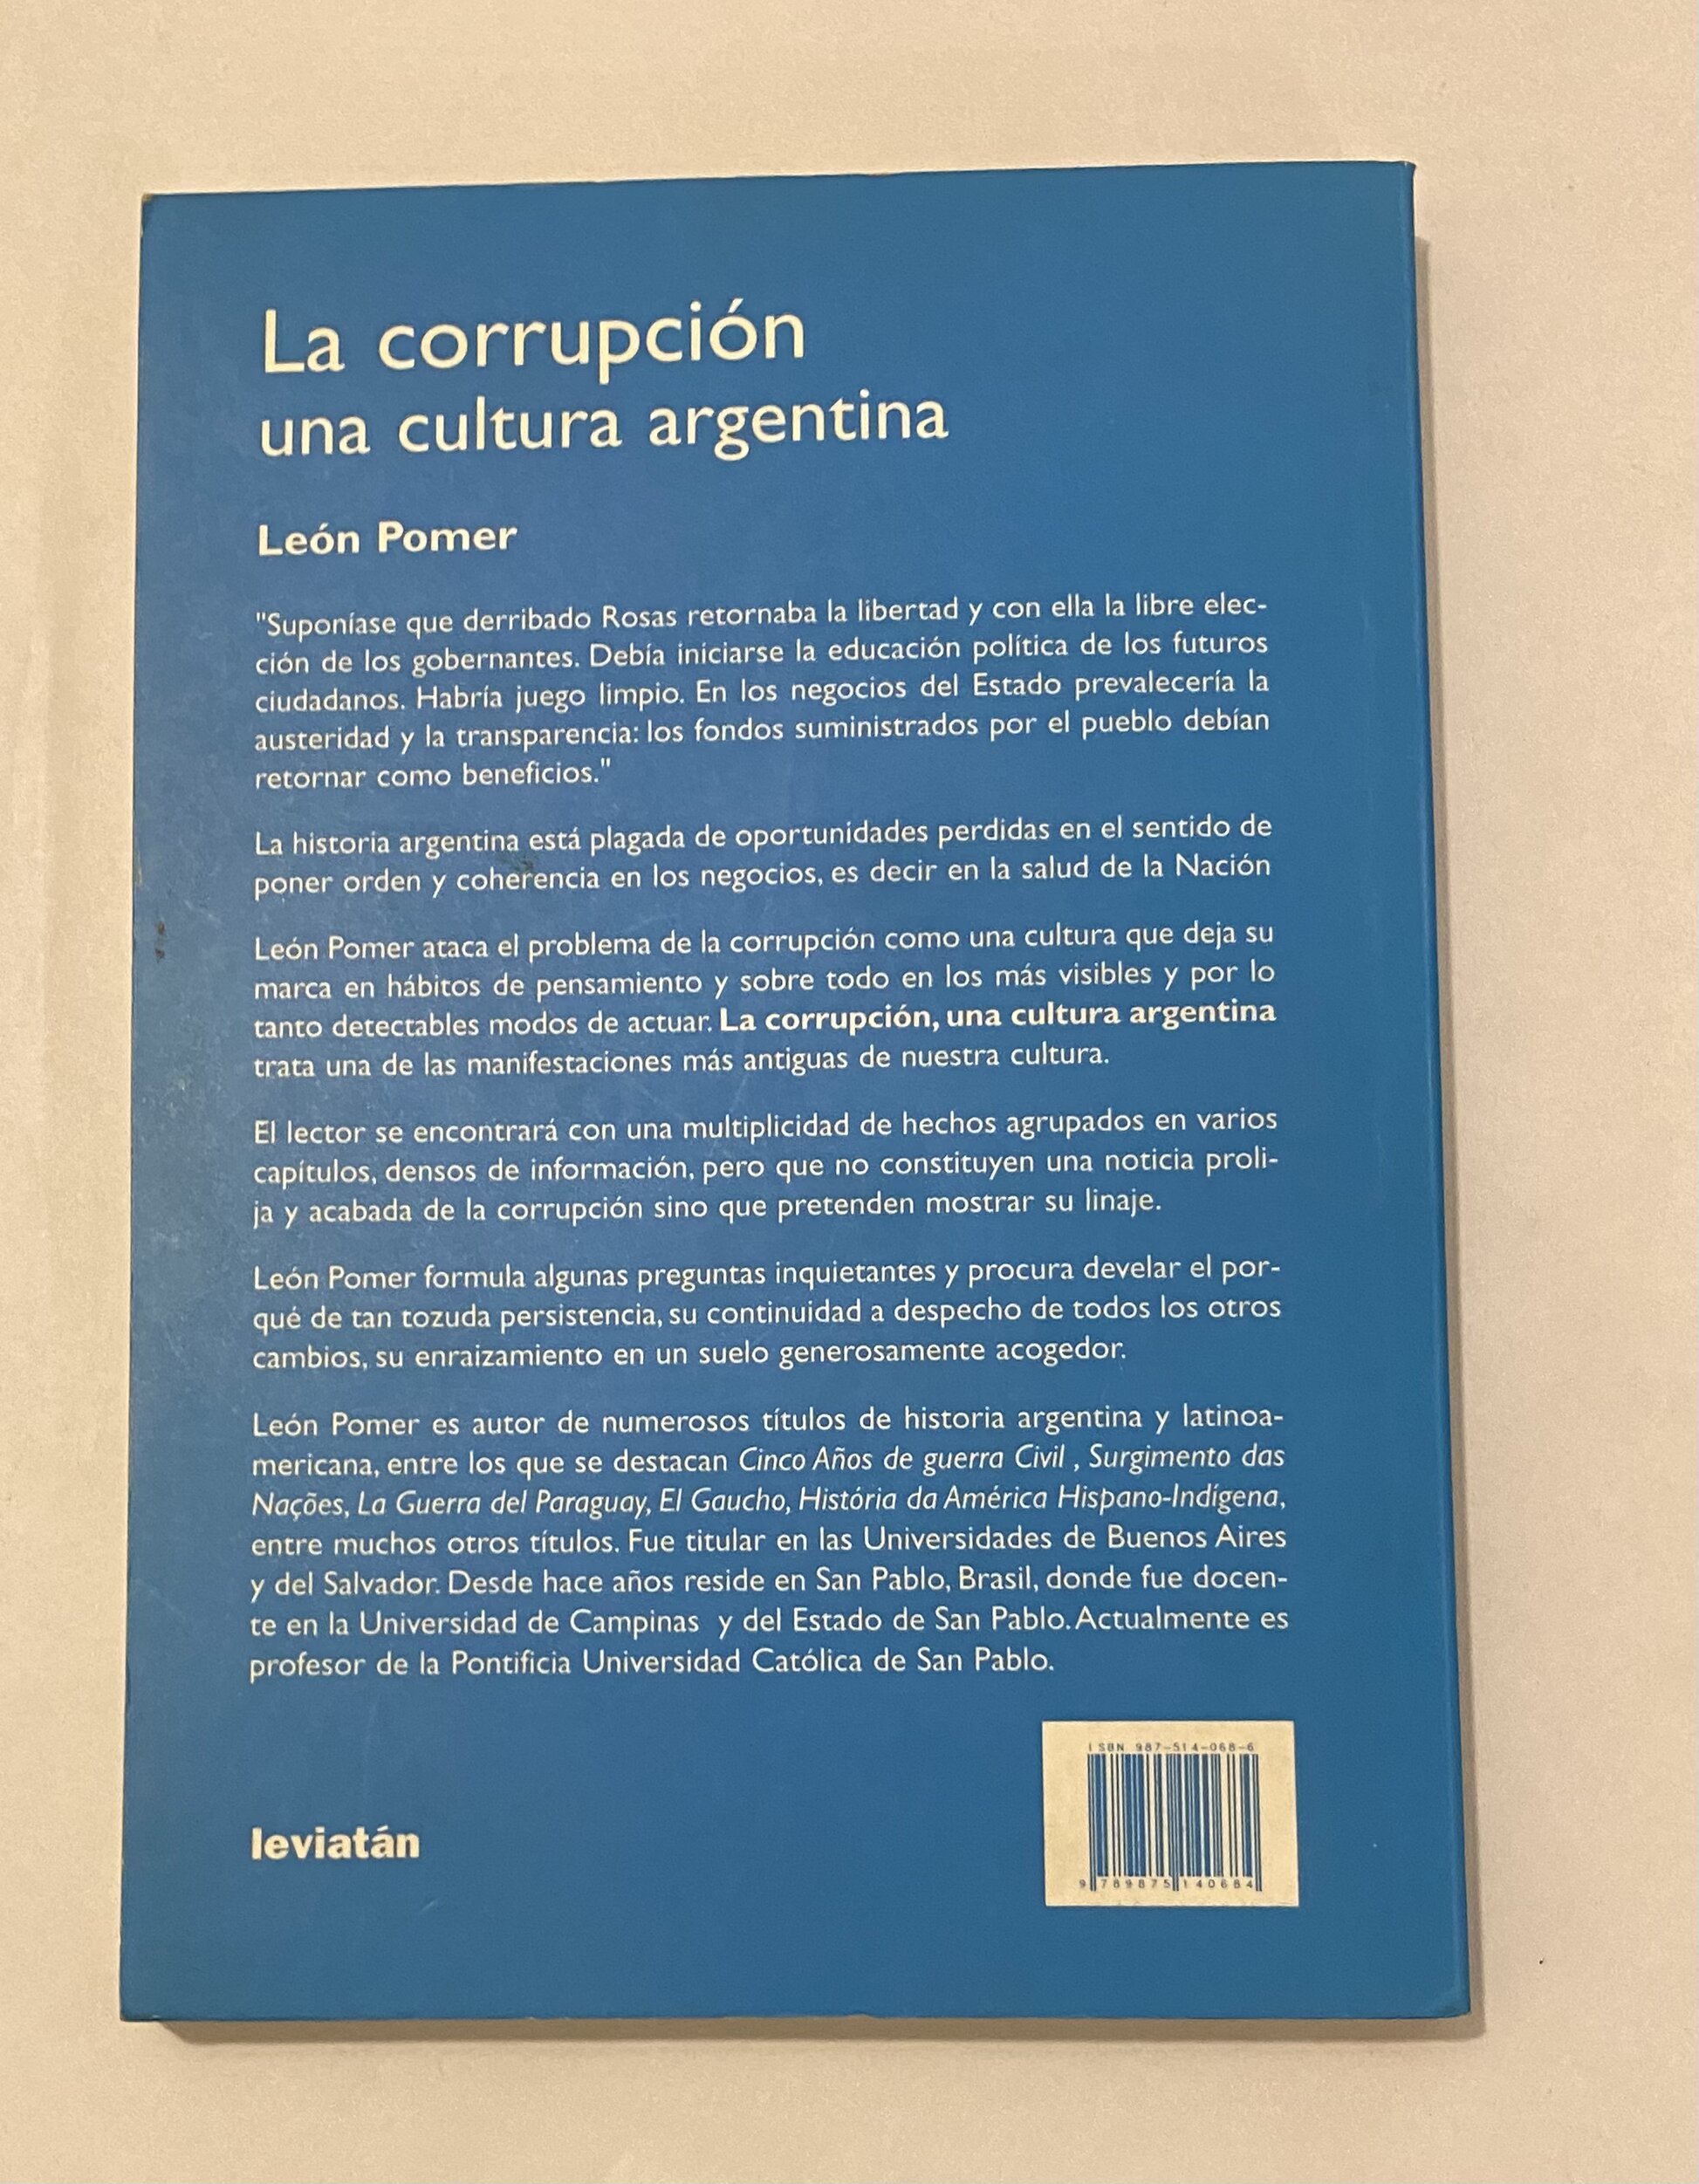 La corrupción
una cultura argentina
León Pomer
"Suponíase que derribado Rosas retornaba la libertad y con ella la libre elec-
ción de los gobernantes. Debía iniciarse la educación política de los futuros
ciudadanos. Habría juego limpio. En los negocios del Estado prevalecería la
austeridad y la transparencia: los fondos suministrados por el pueblo debían
retornar como beneficios."
La historia argentina está plagada de oportunidades perdidas en el sentido de
poner orden y coherencia en los negocios, es decir en la salud de la Nación
León Pomer ataca el problema de la corrupción como una cultura que deja su
marca en hábitos de pensamiento y sobre todo en los más visibles y por lo
tanto detectables modos de actuar. La corrupción, una cultura argentina
trata una de las manifestaciones más antiguas de nuestra cultura.
El lector se encontrará con una multiplicidad de hechos agrupados en varios
capítulos, densos de información, pero que no constituyen una noticia proli-
ja y acabada de la corrupción sino que pretenden mostrar su linaje.
León Pomer formula algunas preguntas inquietantes y procura develar el por-
qué de tan tozuda persistencia, su continuidad a despecho de todos los otros
cambios, su enraizamiento en un suelo generosamente acogedor.
León Pomer es autor de numerosos títulos de historia argentina y latinoa-
mericana, entre los que se destacan Cinco Años de guerra Civil , Surgimento das
Nações, La Guerra del Paraguay, El Gaucho, História da América Hispano-Indígena,
entre muchos otros títulos. Fue titular en las Universidades de Buenos Aires
y del Salvador. Desde hace años reside en San Pablo, Brasil, donde fue docen-
te en la Universidad de Campinas y del Estado de San Pablo. Actualmente es
profesor de la Pontificia Universidad Católica de San Pablo.
ISBN 987-514-068-6
9 789875 140684
leviatán